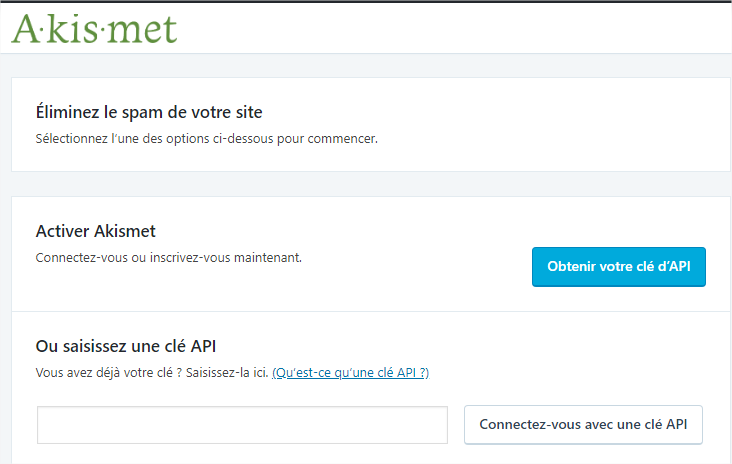 A·kis·met
Éliminez le spam de votre site
Sélectionnez l'une des options ci-dessous pour commencer.
Activer Akismet
Connectez-vous ou inscrivez-vous maintenant.
Obtenir votre clé d'API
Ou saisissez une clé API
Vous avez déjà votre clé ? Saisissez-la ici. (Qu'est-ce qu'une clé API ?)
Connectez-vous avec une clé API